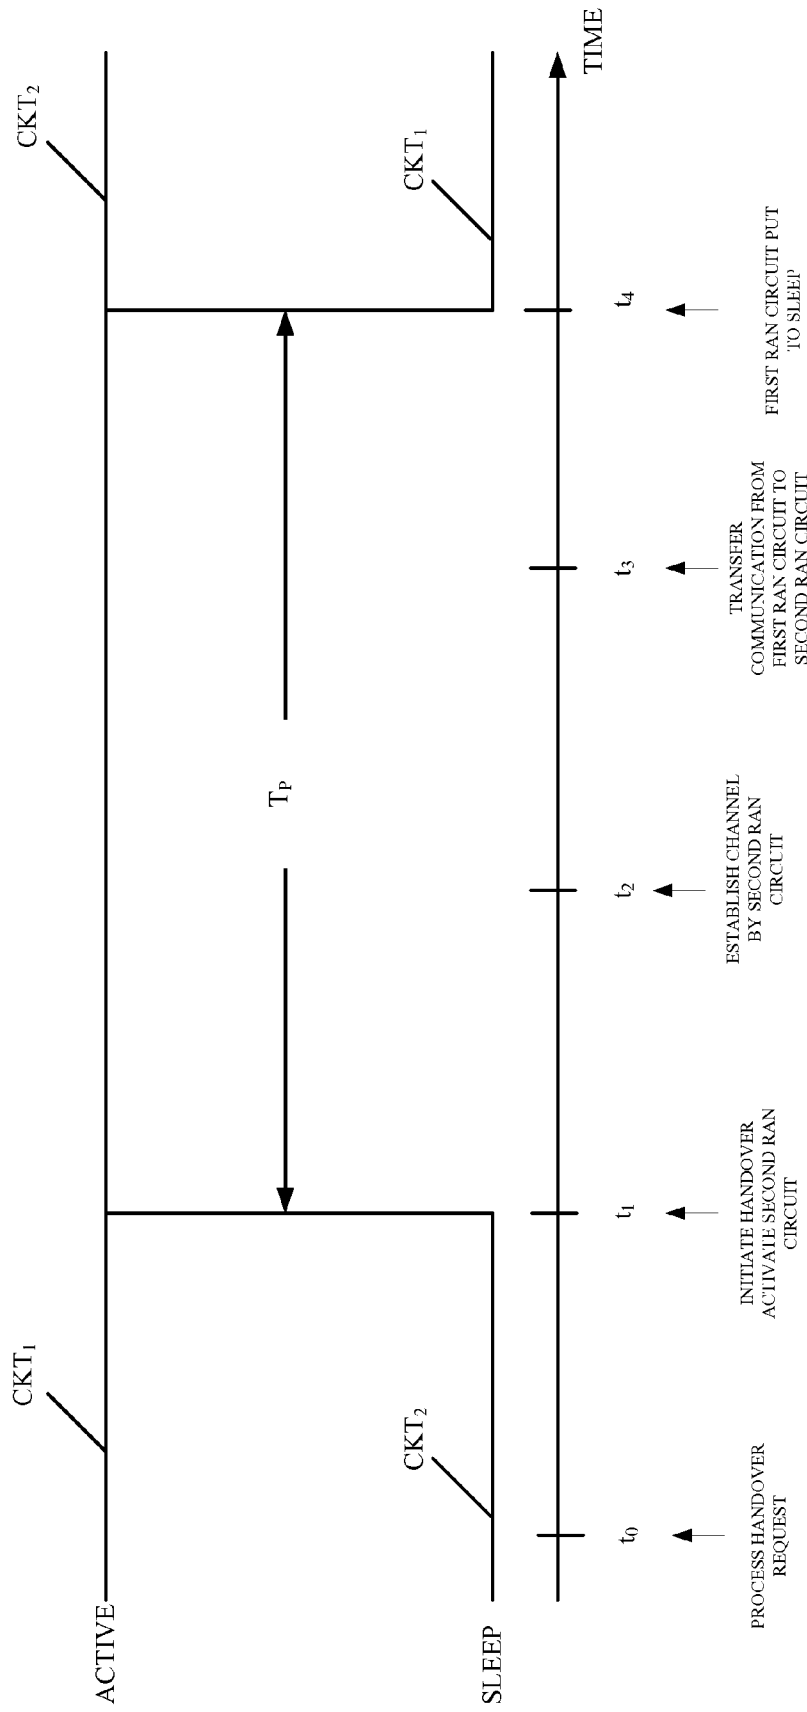 ACTIVE
CKT1
CKT2
SLEEP
CKT2
CKT1
TP
TIME
t0
t1
t2
t3
t4
PROCESS HANDOVER
REQUEST
INITIATE HANDOVER
ACTIVATE SECOND RAN
CIRCUIT
ESTABLISH CHANNEL
BY SECOND RAN
CIRCUIT
TRANSFER
COMMUNICATION FROM
FIRST RAN CIRCUIT TO
SECOND RAN CIRCUIT
FIRST RAN CIRCUIT PUT
TO SLEEP